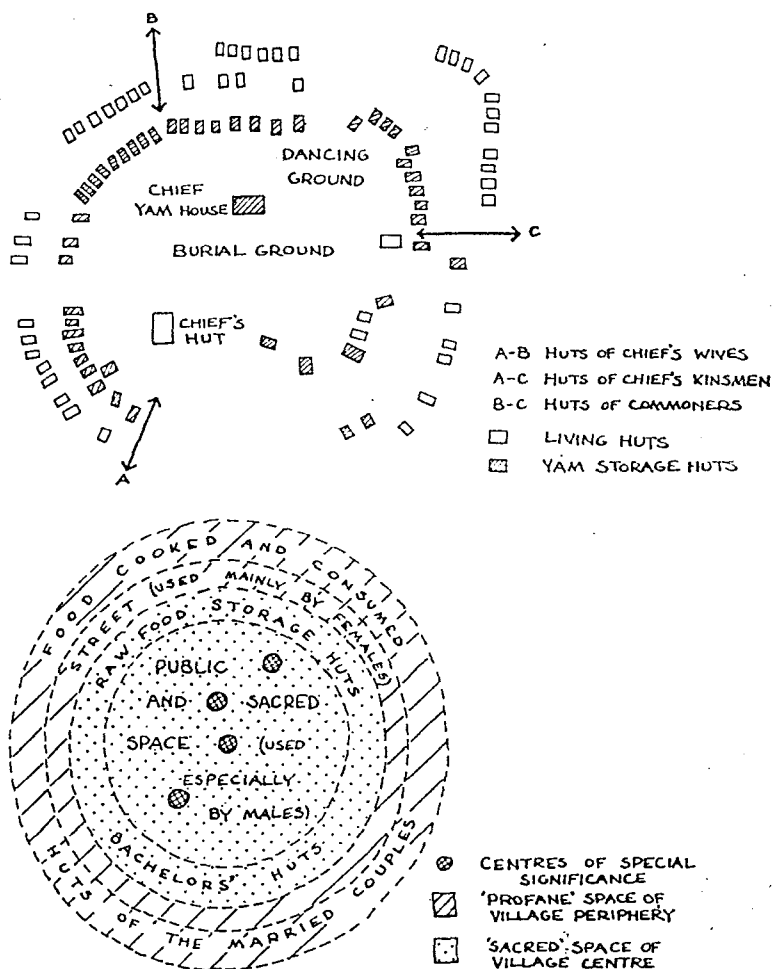 B
DANCING
GROUND
CHIEF
YAM HOUSE
BURIAL GROUND
C
CHIEF'S
HUT
A
A-B HUTS OF CHIEF'S WIVES
A-C HUTS OF CHIEF'S KINSMEN
B-C HUTS OF COMMONERS
LIVING HUTS
YAM STORAGE HUTS
FOOD COOKED AND CONSUMED
STREET (USED MAINLY BY FEMALES)
RAW FOOD STORAGE HUTS
PUBLIC
AND SACRED
SPACE (USED
ESPECIALLY
BY MALES)
BACHELORS' HUTS
HUTS OF THE MARRIED COUPLES
CENTRES OF SPECIAL
SIGNIFICANCE
'PROFANE' SPACE OF
VILLAGE PERIPHERY
'SACRED' SPACE OF
VILLAGE CENTRE